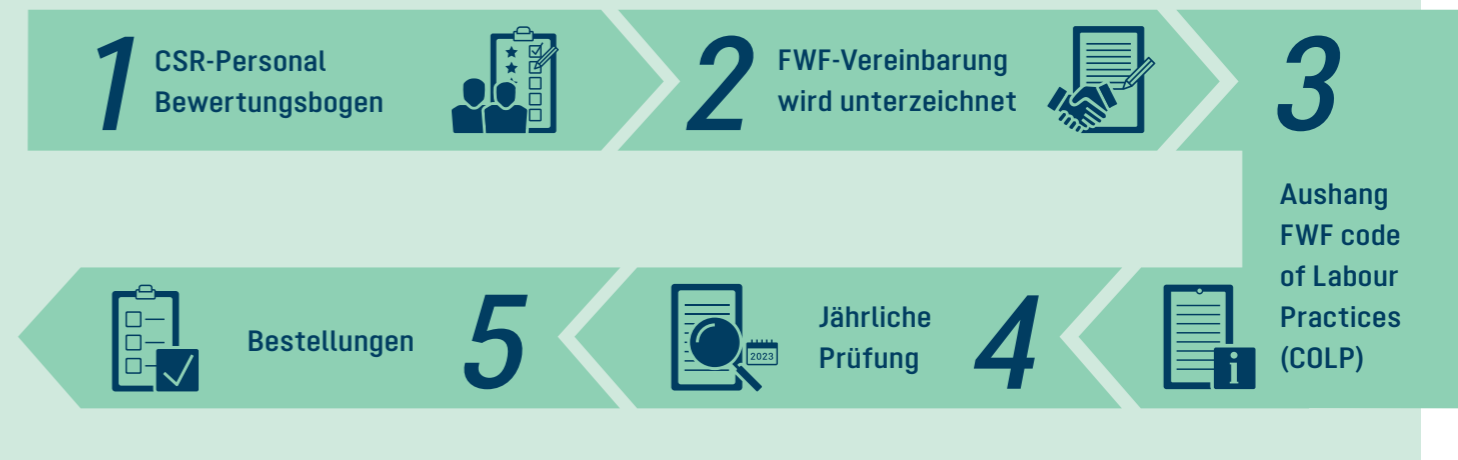 1
CSR-Personal
Bewertungsbogen
2
FWF-Vereinbarung
wird unterzeichnet
3
Aushang
FWF code
of Labour
Practices
(COLP)
i
4
Jährliche
Prüfung
2023
5
Bestellungen